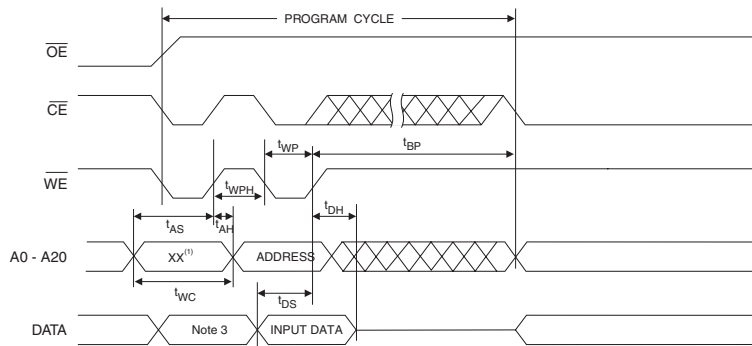 PROGRAM CYCLE
OE
CE
tWP
tBP
WE
tWPH
tDH
tAS
tAH
A0 - A20
XX(1)
ADDRESS
tWC
tDS
DATA
Note 3
INPUT DATA